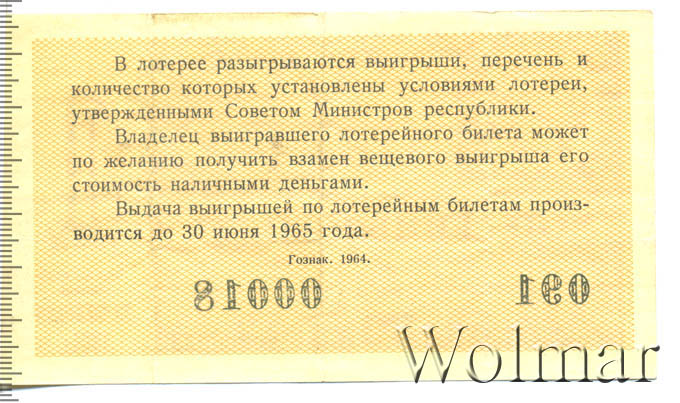 В лотерее разыгрываются выигрыши, перечень и
количество которых установлены условиями лотереи,
утвержденными Советом Министров республики.
Владелец выигравшего лотерейного билета может
по желанию получить взамен вещевого выигрыша его
стоимость наличными деньгами.
Выдача выигрышей по лотерейным билетам произ-
водится до 30 июня 1965 года.
Гознак. 1964.
00018 091
Wolmar